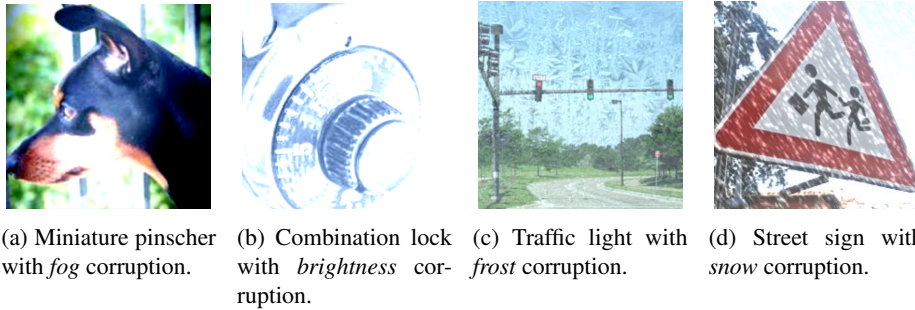 (a) Miniature pinscher
with fog corruption.
(b) Combination lock
with brightness cor-
ruption.
(c) Traffic light with
frost corruption.
(d) Street sign with
snow corruption.